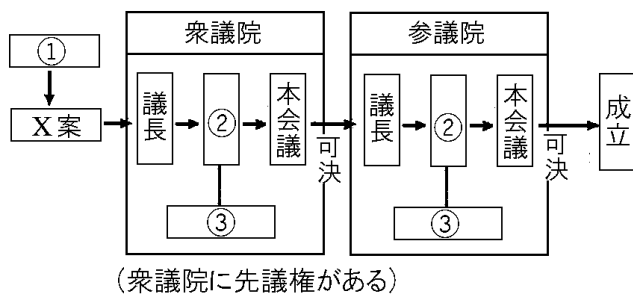 衆議院
参議院
①
X案
議長
②
本会議
可決
③
議長
②
本会議
可決
③
成立
(衆議院に先議権がある)